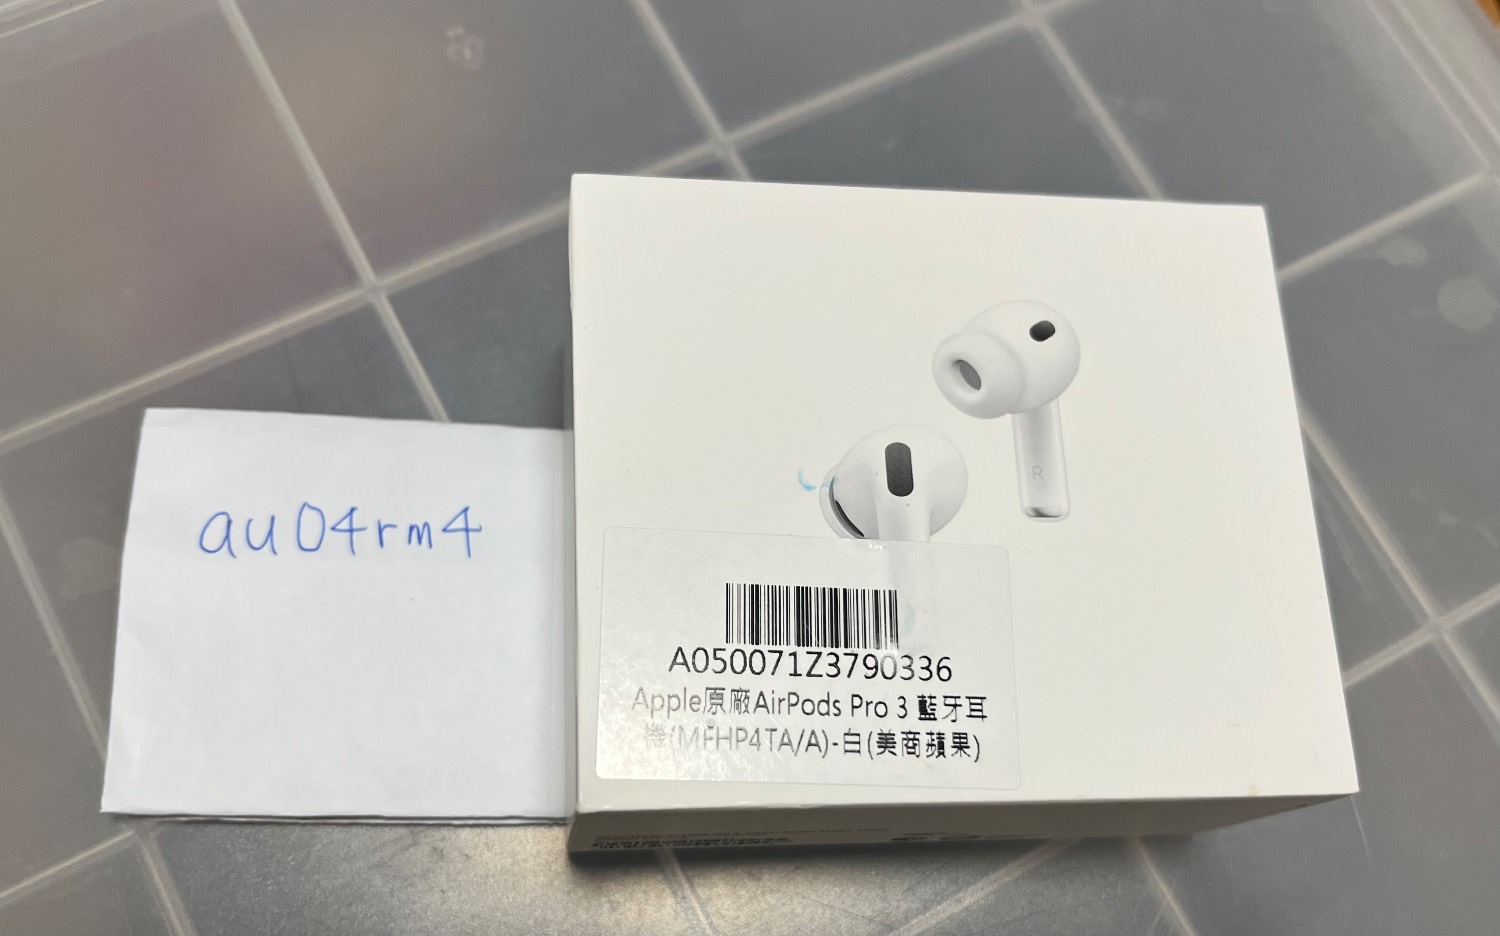 au04rm4
R
A050071Z3790336
Apple原廠AirPods Pro 3 藍牙耳
機(MFHP4TA/A)-白(美商蘋果)